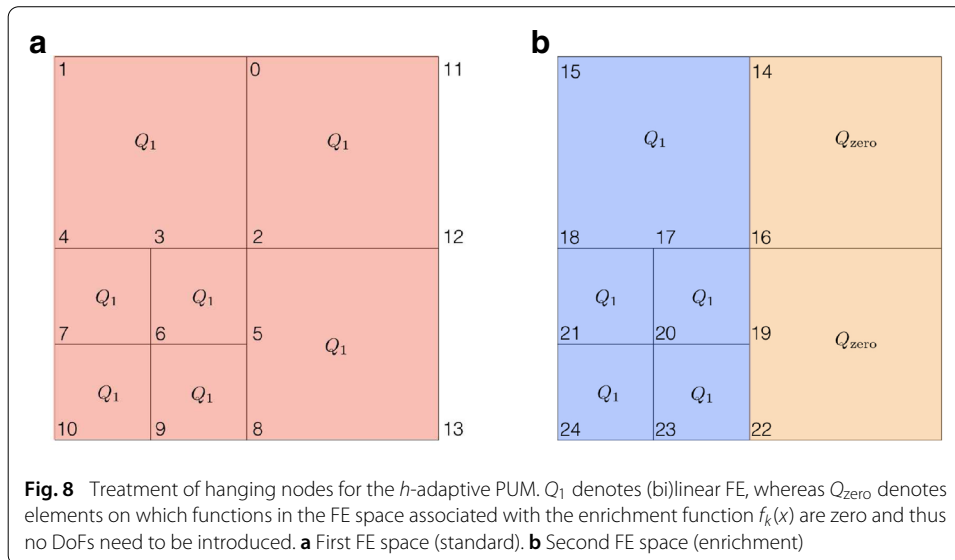 a b
1 0 11 15 14
Q₁ Q₁ Q₁ Q_zero
4 3 2 12 18 17 16
Q₁ Q₁ Q₁ Q₁
7 6 5 21 20 19
Q₁ Q_zero
Q₁ Q₁ Q₁ Q₁
10 9 8 13 24 23 22
Fig. 8 Treatment of hanging nodes for the h-adaptive PUM. Q₁ denotes (bi)linear FE, whereas Q_zero denotes
elements on which functions in the FE space associated with the enrichment function f_k(x) are zero and thus
no DoFs need to be introduced. a First FE space (standard). b Second FE space (enrichment)